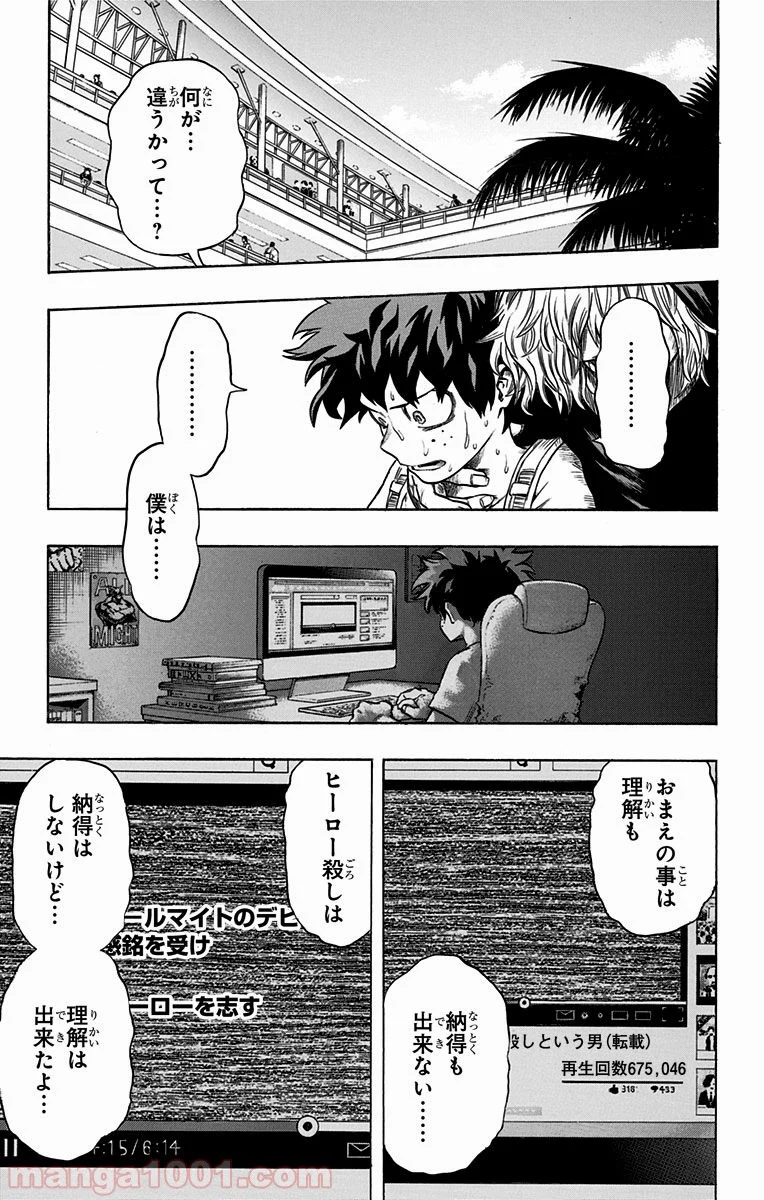 何が…
違うかって…?
………
………
僕は……
ALL
MIGHT
おまえの事は
理解も
納得も
出来ない……
殺しという男(転載)
再生回数675,046
318
433
ヒーロー殺しは
納得は
しないけど…
理解は
出来たよ…
ールマイトのデビ
感銘を受け
ーローを志す
:15/6:14
manga1001.com